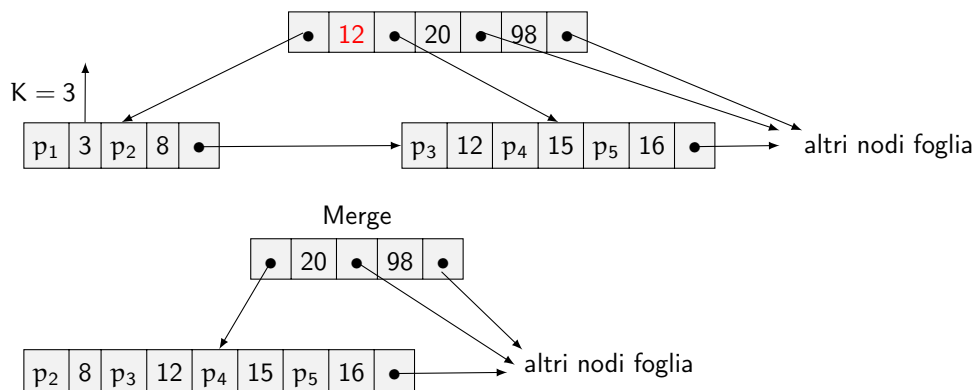 12 20 98
K = 3
p₁ 3 p₂ 8
p₃ 12 p₄ 15 p₅ 16
altri nodi foglia
Merge
20 98
altri nodi foglia
p₂ 8 p₃ 12 p₄ 15 p₅ 16